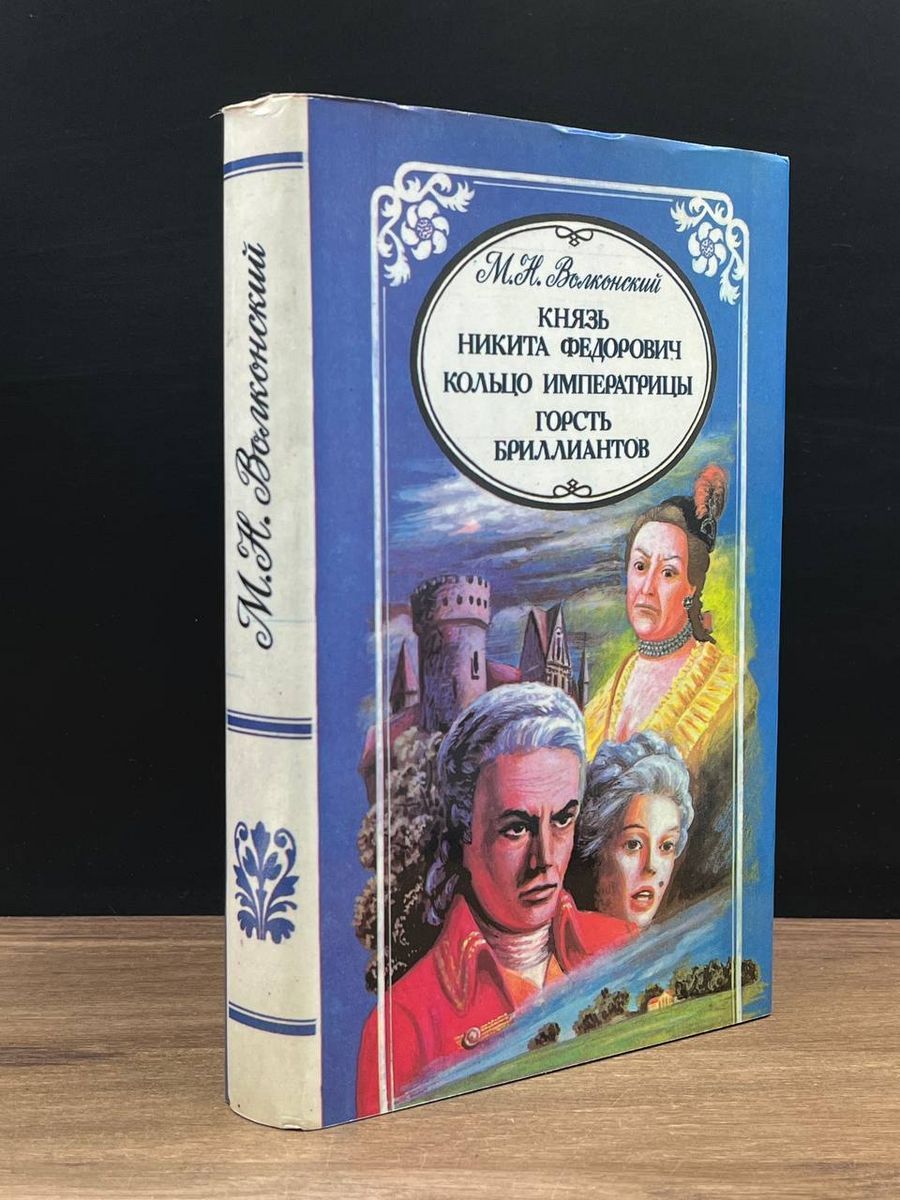 М.Н. Волконский
М.Н. Волконский
КНЯЗЬ
НИКИТА ФЕДОРОВИЧ
КОЛЬЦО ИМПЕРАТРИЦЫ
ГОРСТЬ
БРИЛЛИАНТОВ